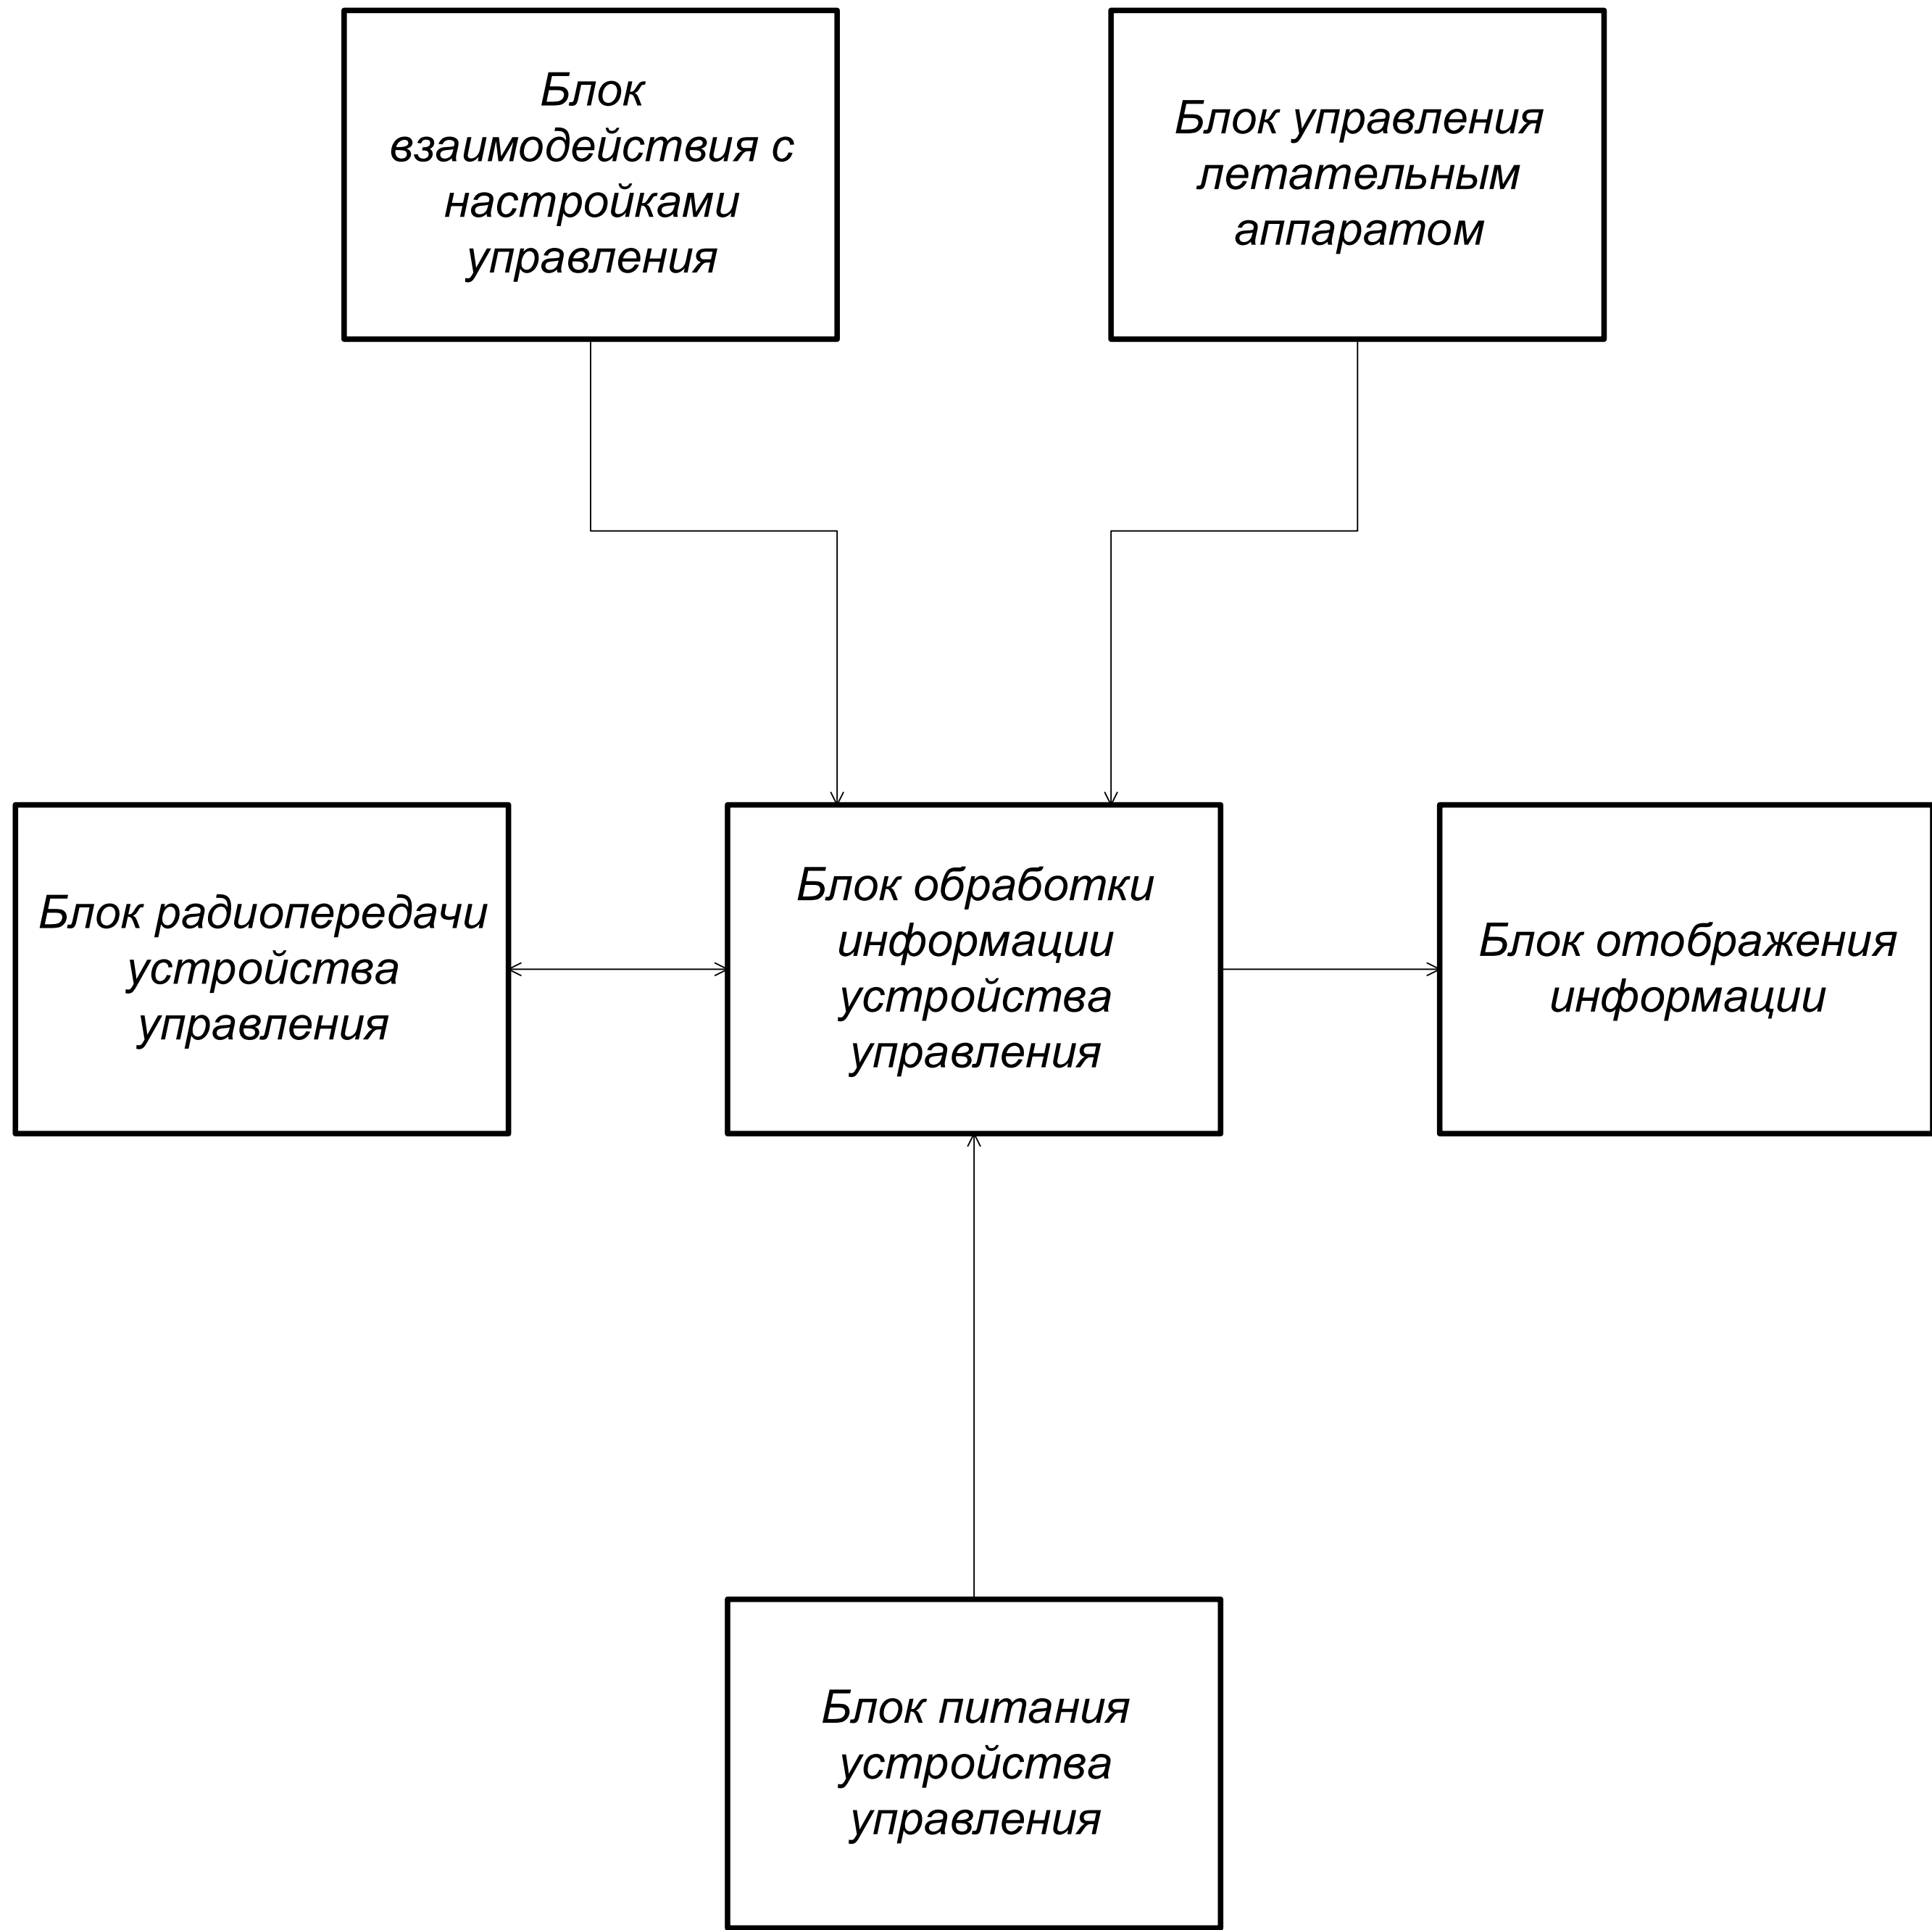 Блок
взаимодействия с
настройками
управления
Блок управления
летательным
аппаратом
Блок радиопередачи
устройства
управления
Блок обработки
информации
устройства
управления
Блок отображения
информации
Блок питания
устройства
управления